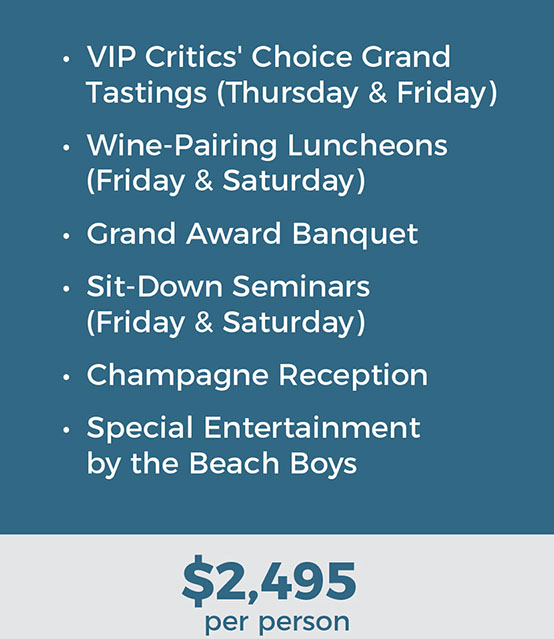 • VIP Critics' Choice Grand
Tastings (Thursday & Friday)
• Wine-Pairing Luncheons
(Friday & Saturday)
• Grand Award Banquet
• Sit-Down Seminars
(Friday & Saturday)
• Champagne Reception
• Special Entertainment
by the Beach Boys
$2,495
per person